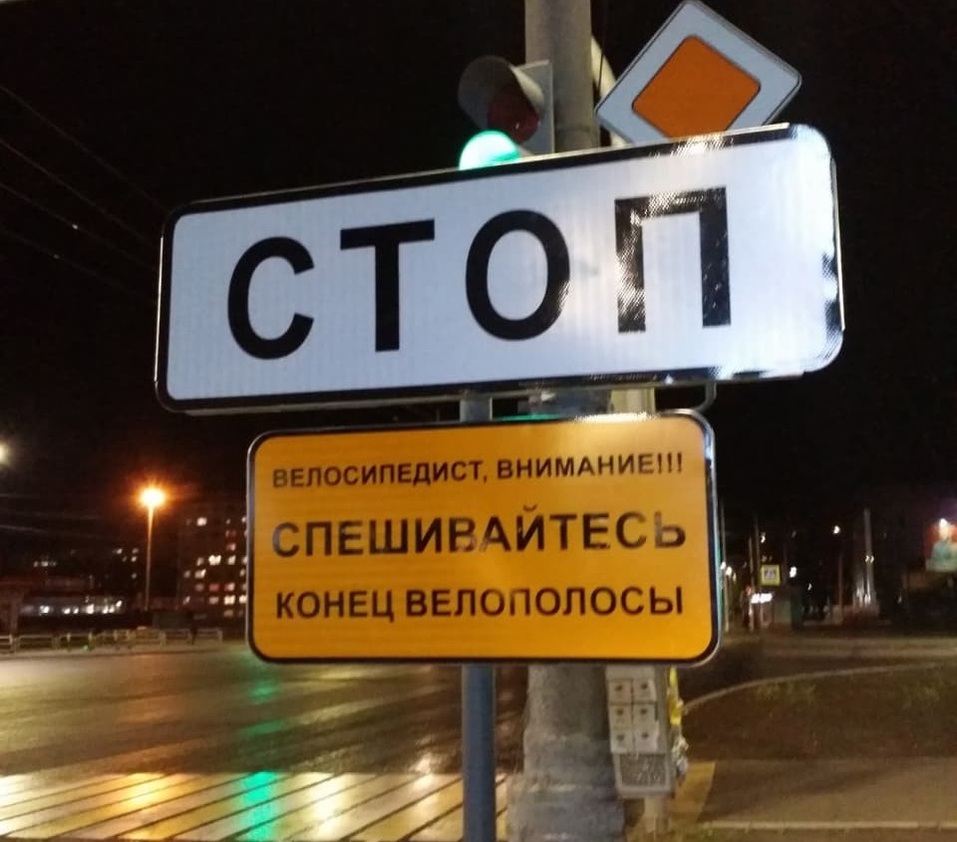 СТОП
ВЕЛОСИПЕДИСТ, ВНИМАНИЕ!!!
СПЕШИВАЙТЕСЬ
КОНЕЦ ВЕЛОПОЛОСЫ